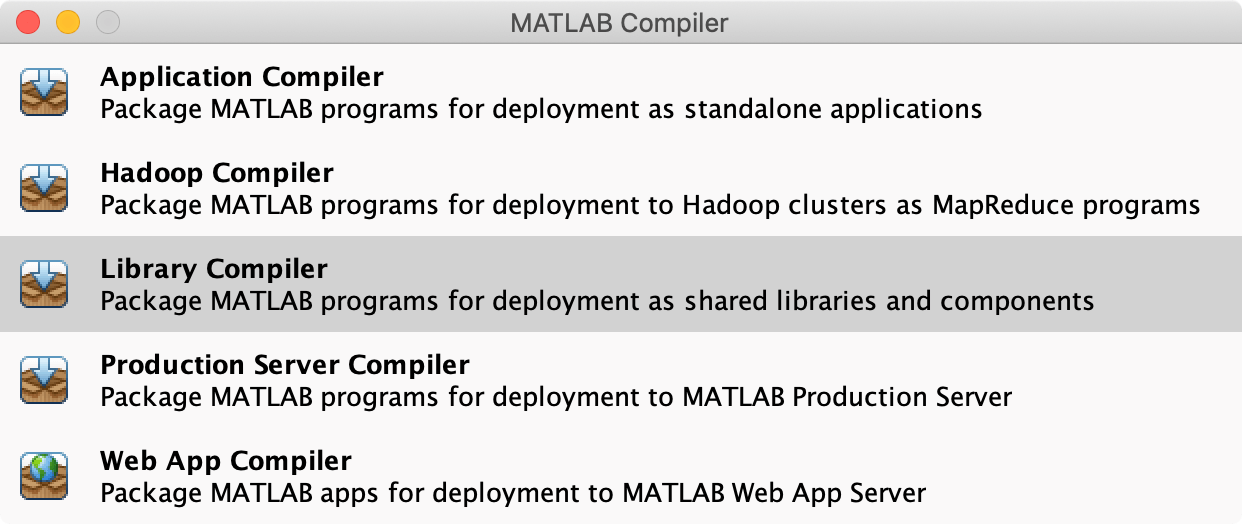 MATLAB Compiler
Application Compiler
Package MATLAB programs for deployment as standalone applications
Hadoop Compiler
Package MATLAB programs for deployment to Hadoop clusters as MapReduce programs
Library Compiler
Package MATLAB programs for deployment as shared libraries and components
Production Server Compiler
Package MATLAB programs for deployment to MATLAB Production Server
Web App Compiler
Package MATLAB apps for deployment to MATLAB Web App Server